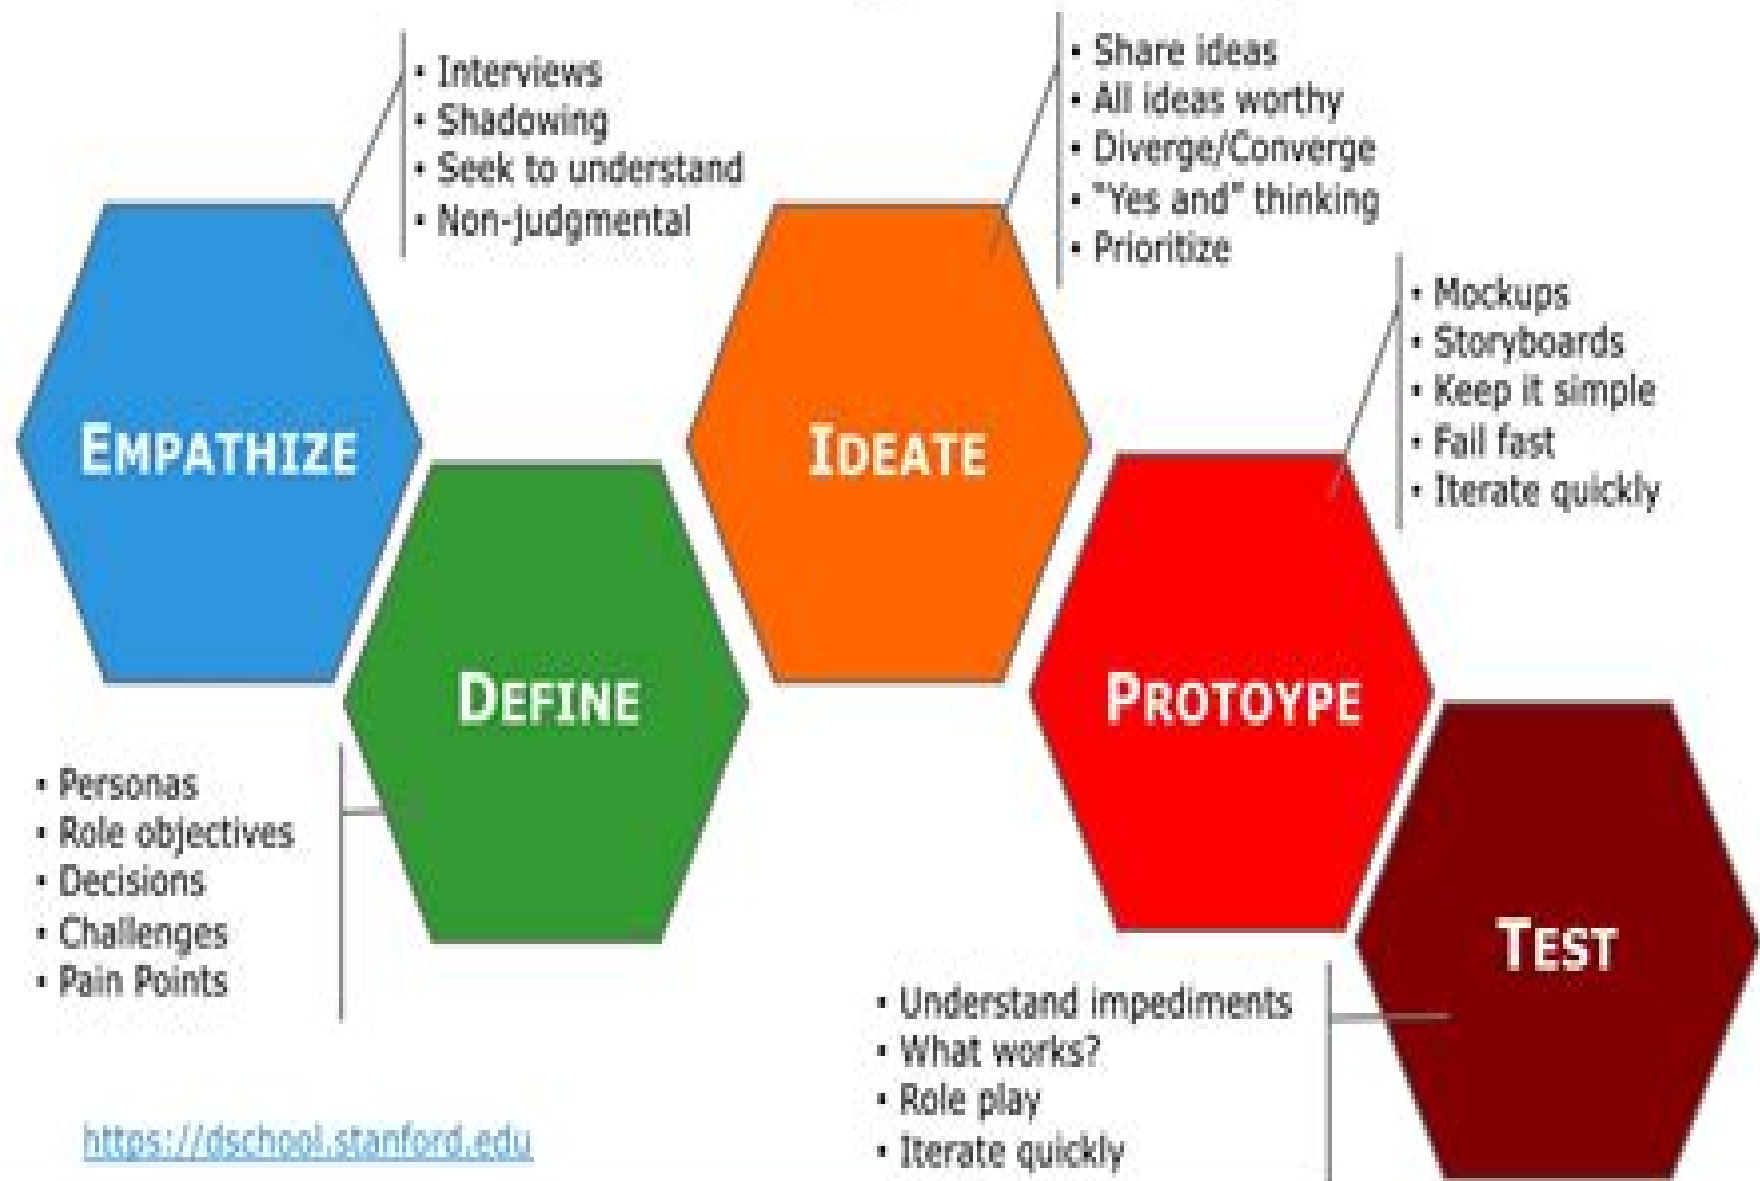 • Interviews
• Shadowing
• Seek to understand
• Non-judgmental
EMPATHIZE
• Personas
• Role objectives
• Decisions
• Challenges
• Pain Points
DEFINE
• Share ideas
• All ideas worthy
• Diverge/Converge
• "Yes and" thinking
• Prioritize
IDEATE
• Mockups
• Storyboards
• Keep it simple
• Fail fast
• Iterate quickly
PROTOYPE
• Understand impediments
• What works?
• Role play
• Iterate quickly
TEST
https://dschool.stanford.edu